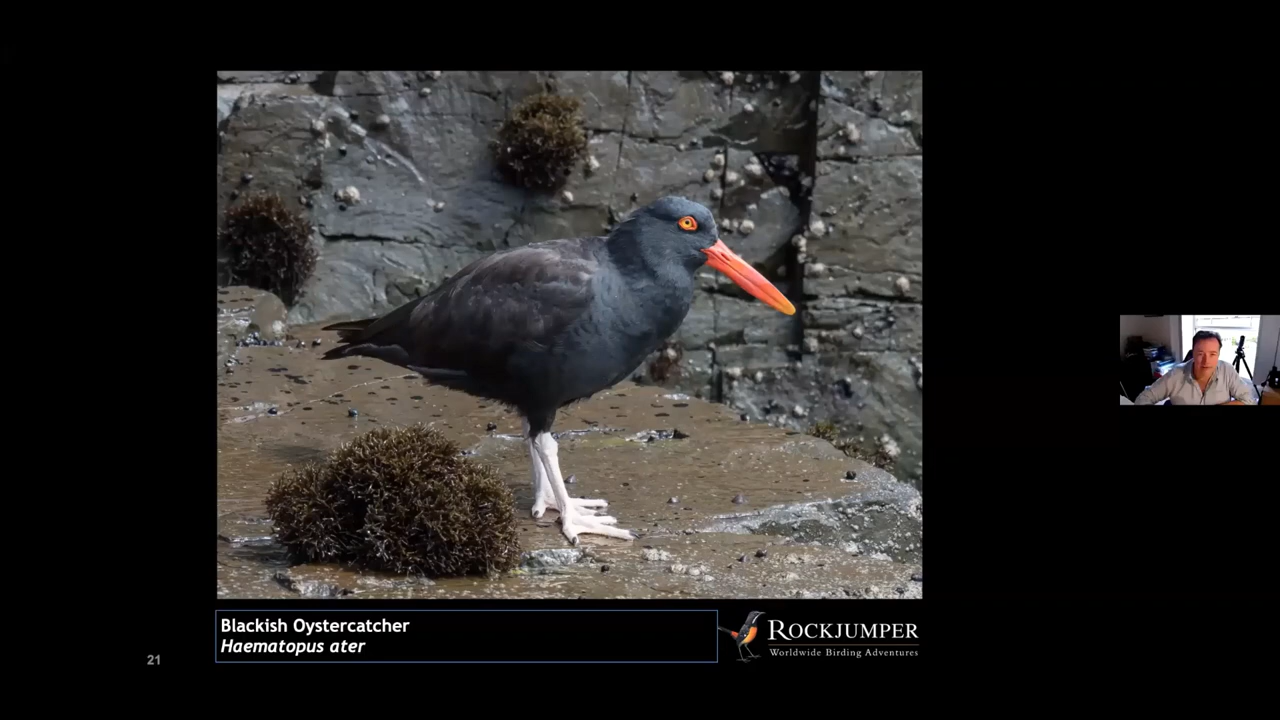 Blackish Oystercatcher
Haematopus ater
ROCKJUMPER
Worldwide Birding Adventures
21